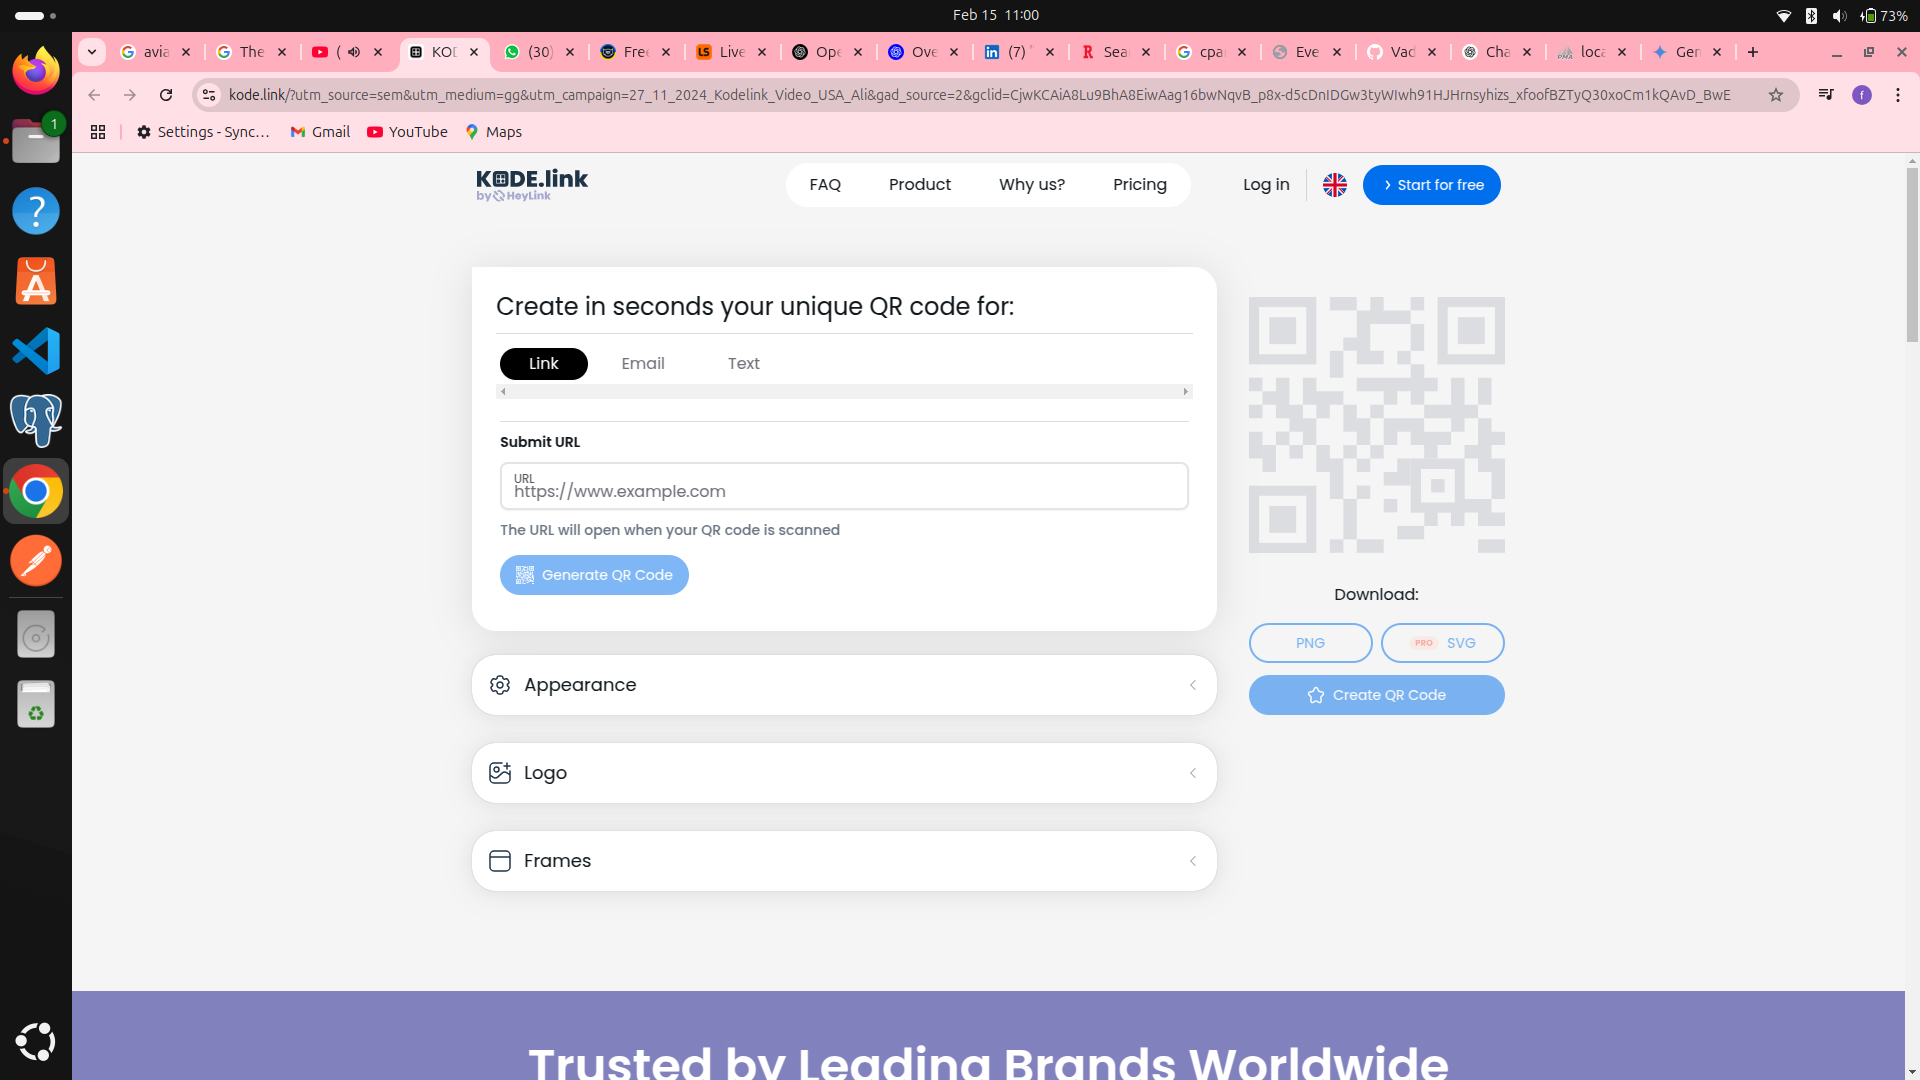 Feb 15 11:00
73%
avia
The
(
KOD
(30)
Free
Live
Ope
Ove
(7)
Sear
cpa
Eve
Vad
Cha
loca
Gem
kode.link/?utm_source=sem&utm_medium=gg&utm_campaign=27_11_2024_Kodelink_Video_USA_Ali&gad_source=2&gclid=CjwKCAiA8Lu9BhA8EiwAag16bwNqvB_p8x-d5cDnIDGw3tyWIwh91HJHrnsyhizs_xfoofBZTyQ30xoCm1kQAvD_BwE
f
Settings - Sync...
Gmail
YouTube
Maps
1
KODE.link
by HeyLink
FAQ
Product
Why us?
Pricing
Log in
Start for free
Create in seconds your unique QR code for:
Link
Email
Text
Submit URL
URL
https://www.example.com
The URL will open when your QR code is scanned
Generate QR Code
Download:
PNG
PRO SVG
Create QR Code
Appearance
Logo
Frames
Trusted by Leading Brands Worldwide